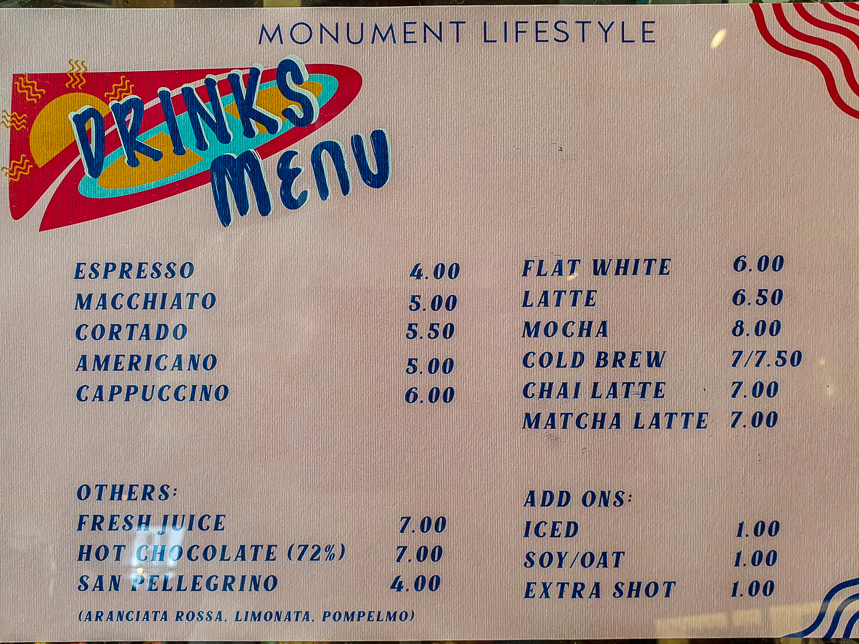 MONUMENT LIFESTYLE
DRINKS
MENU
ESPRESSO 4.00
MACCHIATO 5.00
CORTADO 5.50
AMERICANO 5.00
CAPPUCCINO 6.00
FLAT WHITE 6.00
LATTE 6.50
MOCHA 8.00
COLD BREW 7/7.50
CHAI LATTE 7.00
MATCHA LATTE 7.00
OTHERS:
FRESH JUICE 7.00
HOT CHOCOLATE (72%) 7.00
SAN PELLEGRINO 4.00
(ARANCIATA ROSSA, LIMONATA, POMPELMO)
ADD ONS:
ICED 1.00
SOY/OAT 1.00
EXTRA SHOT 1.00